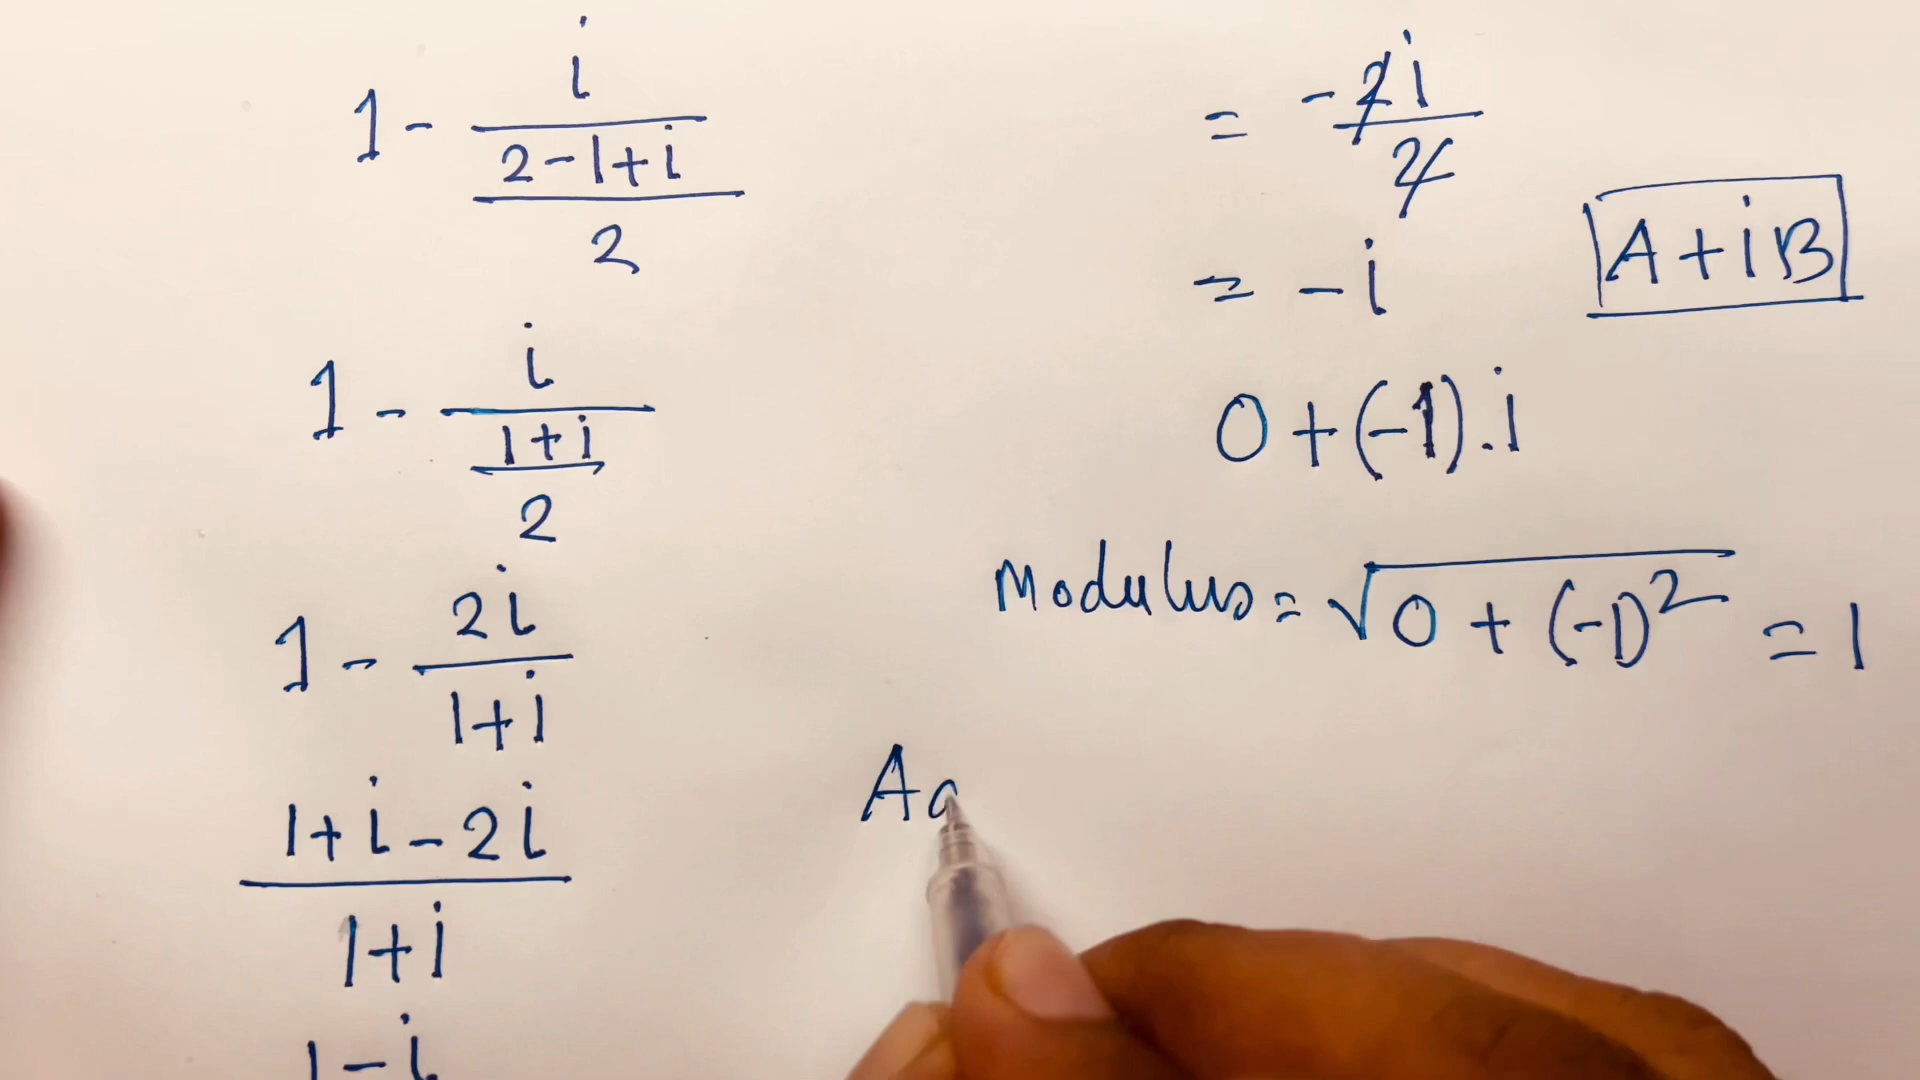 1 - i
2-1+i
2
1 - i
1+i
2
1 - 2i
1+i
1+i-2i
1+i
1-i
= -2i
2
= -i
A+iB
0+(-1).i
Modulus = √0+(-1)² = 1